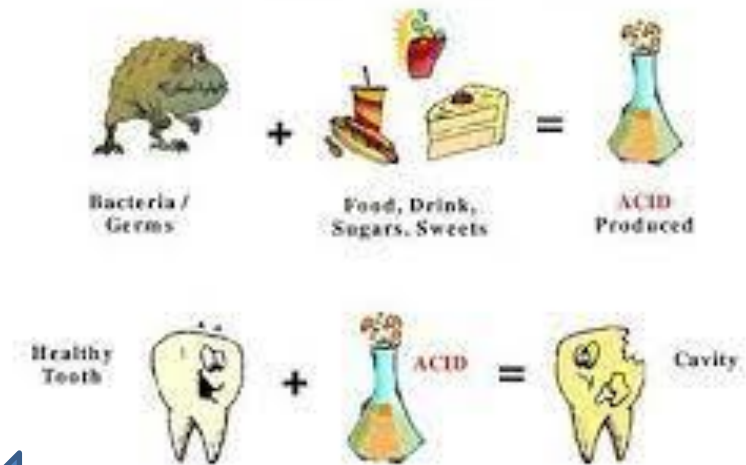 Bacteria /
Germs
Food, Drink,
Sugars, Sweets
ACID
Produced
Healthy
Tooth
ACID
Cavity